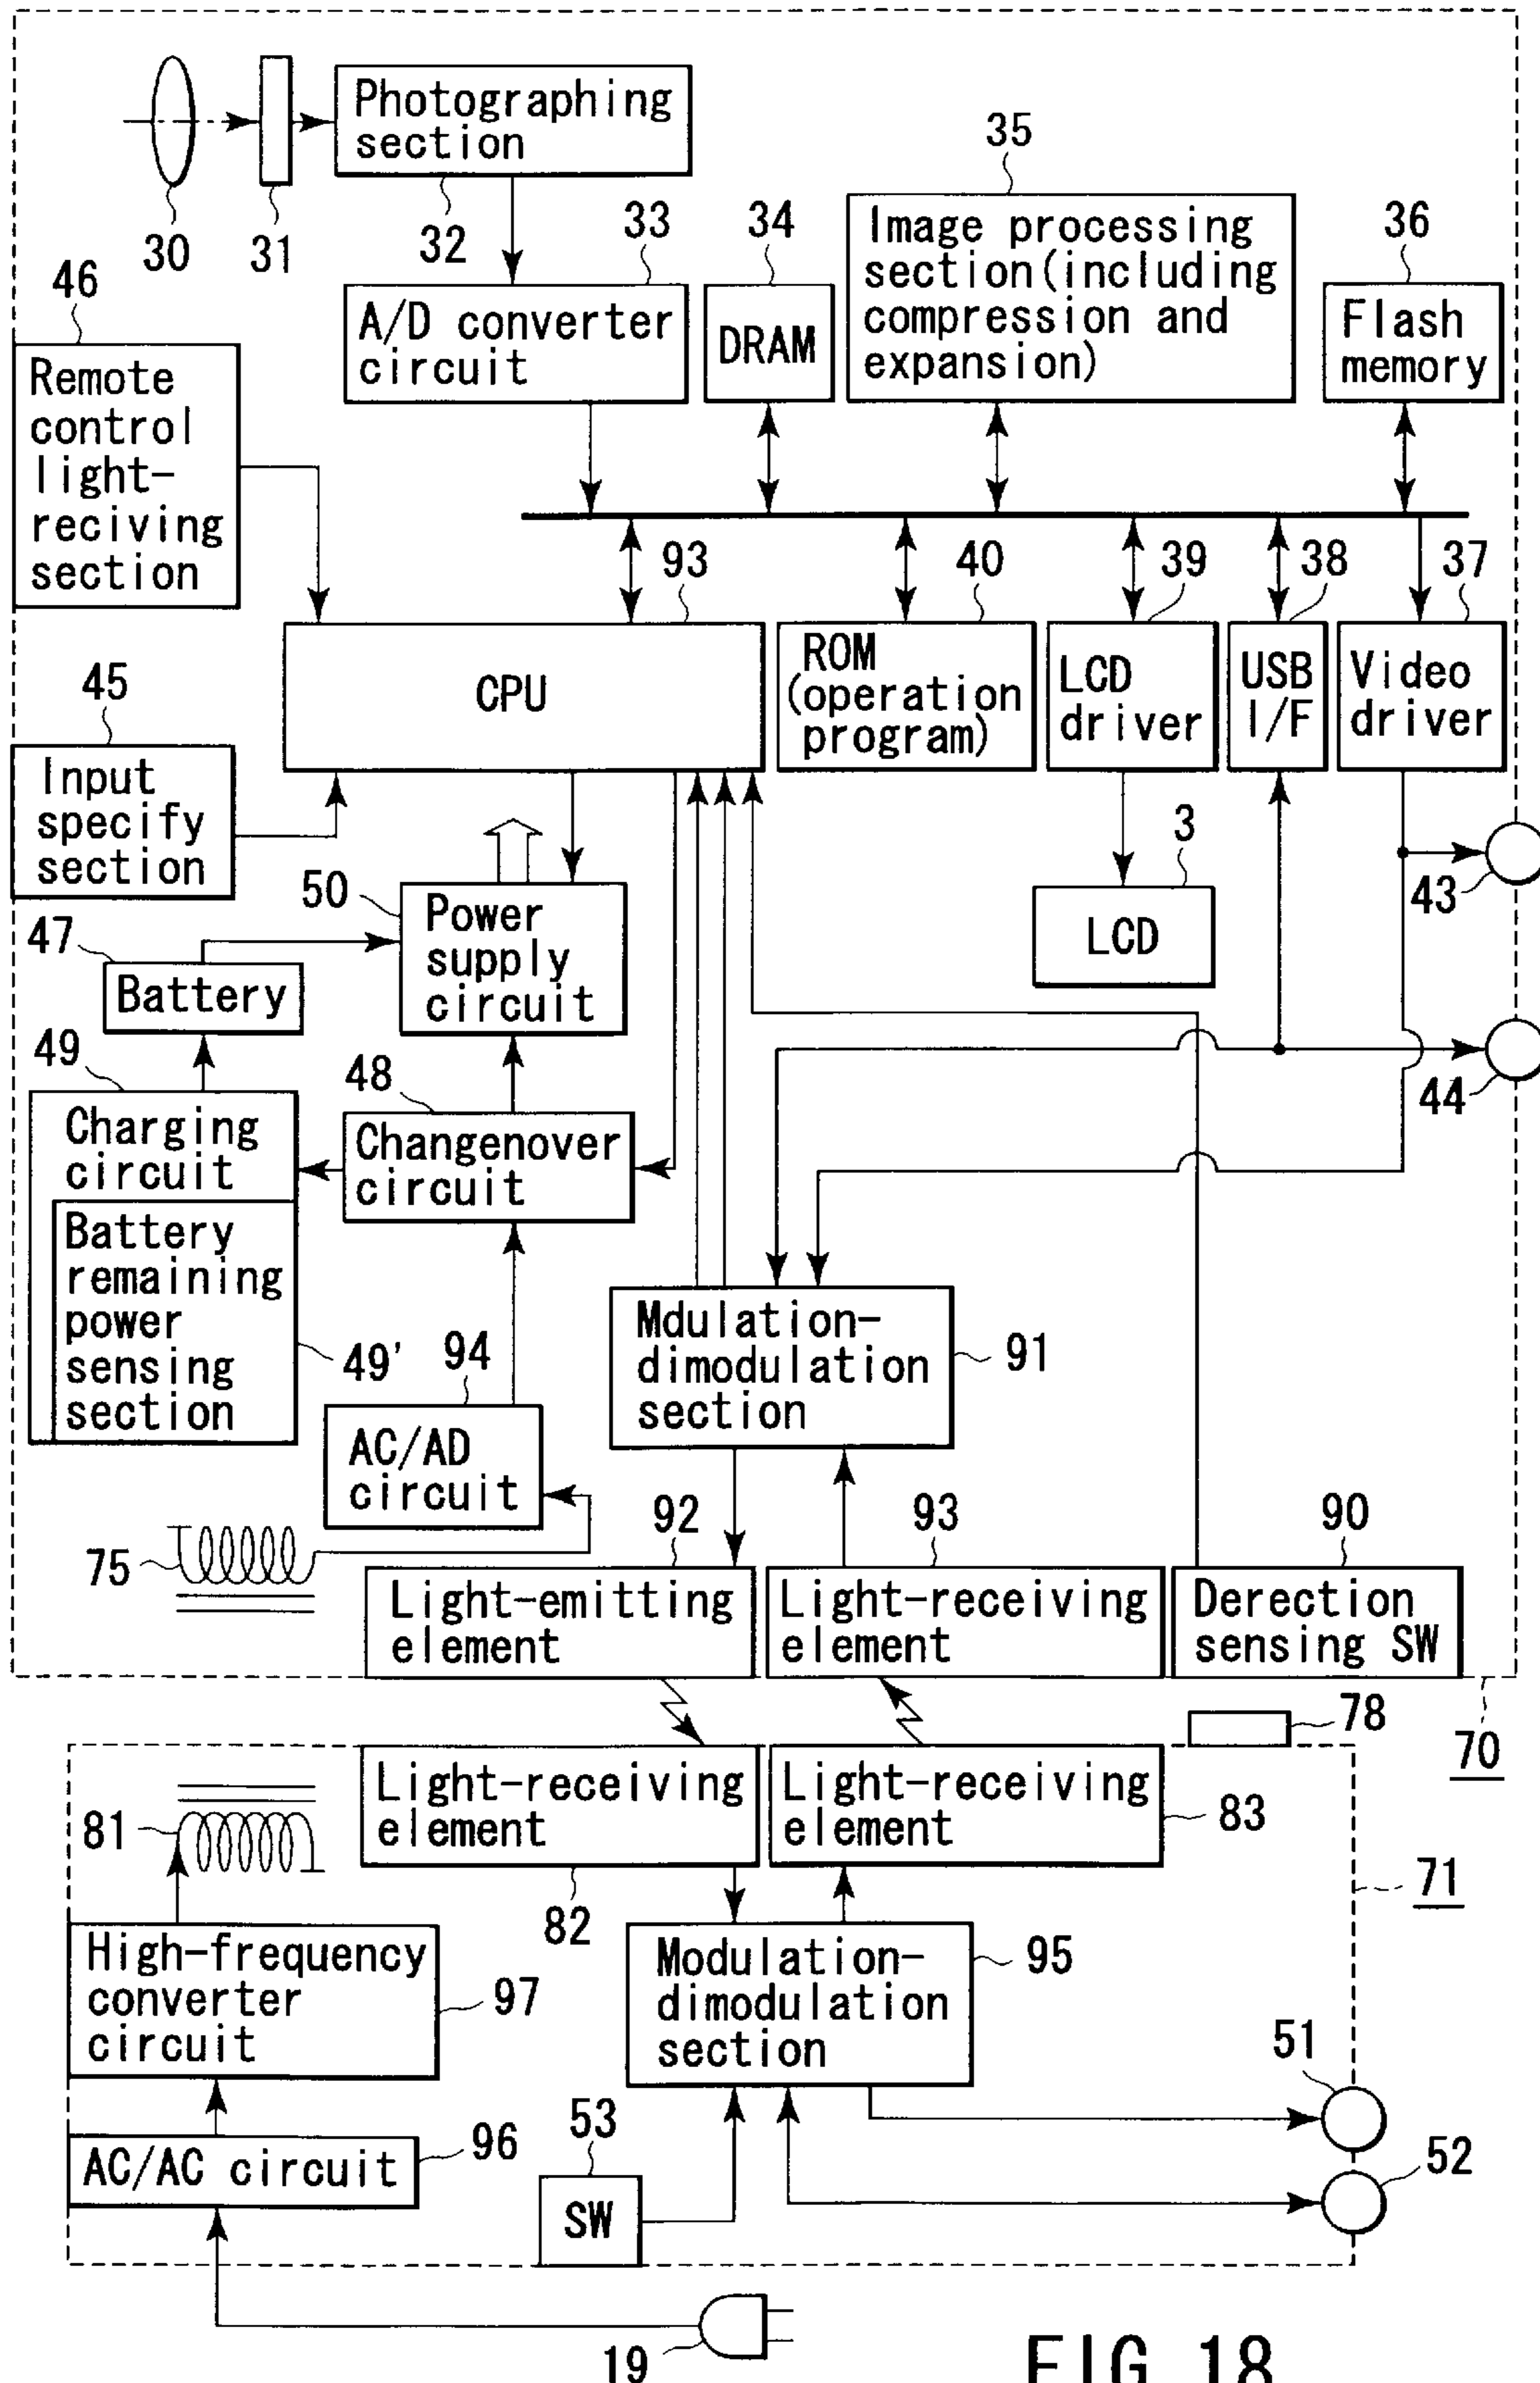 Photographing
section
35
33
34
36
32
30
31
46
Image processing
section(including
compression and
expansion)
A/D converter
circuit
DRAM
Flash
memory
Remote
control
light-
reciving
section
93
40
39
38
37
45
CPU
ROM
(operation
program)
LCD
driver
USB
I/F
Video
driver
Input
specify
section
3
43
50
Power
supply
circuit
LCD
47
Battery
49
48
44
Charging
circuit
Changenover
circuit
Battery
remaining
power
sensing
section
49'
94
Mdulation-
dimodulation
section
91
AC/AD
circuit
92
93
90
75
Light-emitting
element
Light-receiving
element
Derection
sensing SW
78
70
81
Light-receiving
element
Light-receiving
element
83
82
71
High-frequency
converter
circuit
97
Modulation-
dimodulation
section
95
51
53
96
AC/AC circuit
52
SW
19
FIG. 18